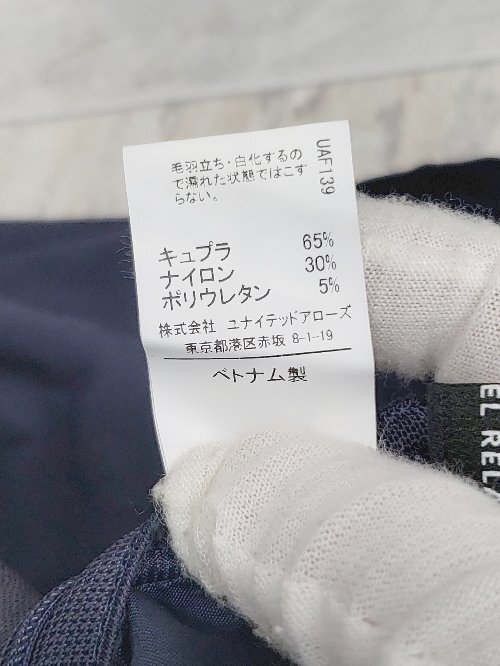 毛羽立ち・白化するの
で濡れた状態ではこす
らない。
UAF139
キュプラ 65%
ナイロン 30%
ポリウレタン 5%
株式会社 ユナイテッドアローズ
東京都港区赤坂 8-1-19
ベトナム製
EL RELA